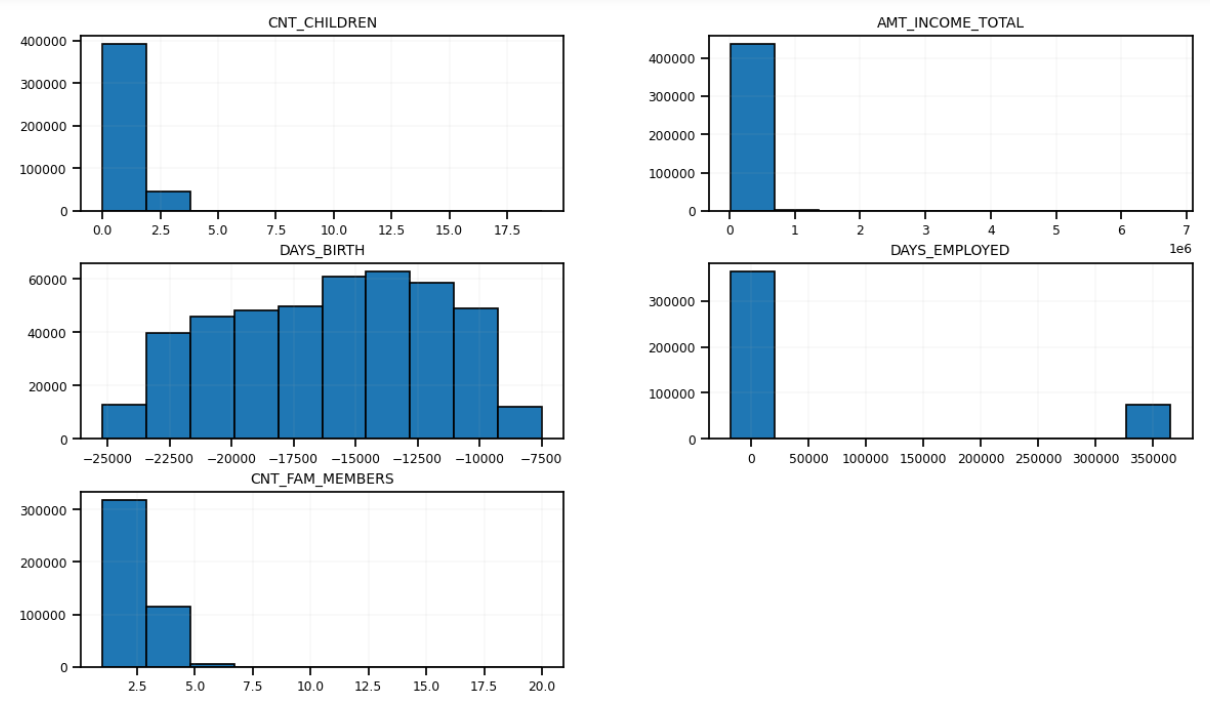 CNT_CHILDREN
400000
300000
200000
100000
0
0.0 2.5 5.0 7.5 10.0 12.5 15.0 17.5
AMT_INCOME_TOTAL
400000
300000
200000
100000
0
0 1 2 3 4 5 6 7
1e6
DAYS_BIRTH
60000
40000
20000
0
−25000 −22500 −20000 −17500 −15000 −12500 −10000 −7500
DAYS_EMPLOYED
300000
200000
100000
0
0 50000 100000 150000 200000 250000 300000 350000
CNT_FAM_MEMBERS
300000
200000
100000
0
2.5 5.0 7.5 10.0 12.5 15.0 17.5 20.0